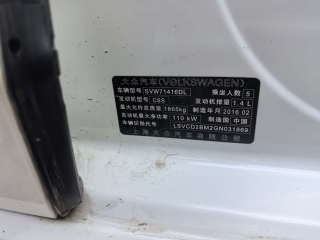 大众汽车(VOLKSWAGEN)
车辆型号 SVW71416DL 乘坐人数 5
发动机型号 CSS 发动机排量 1.4 L
最大允许总质量 1865kg 制造年月 2016.02
发动机最大净功率 110 kW 制造国 中国
车辆识别代号 LSVCD2BM2GN031869
上海大众汽车有限公司